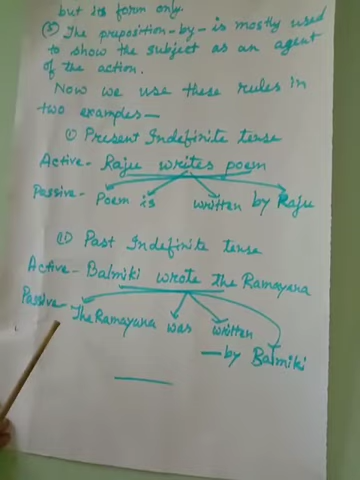 but its form only.
(5) The preposition-by- is mostly used
to show the subject as an agent
of the action.
Now we use these rules in
two examples—
(i) Present Indefinite tense
Active- Raju writes poem
Passive- Poem is written by Raju
(ii) Past Indefinite tense
Active- Balmiki wrote The Ramayana
Passive- The Ramayana was written
—by Balmiki